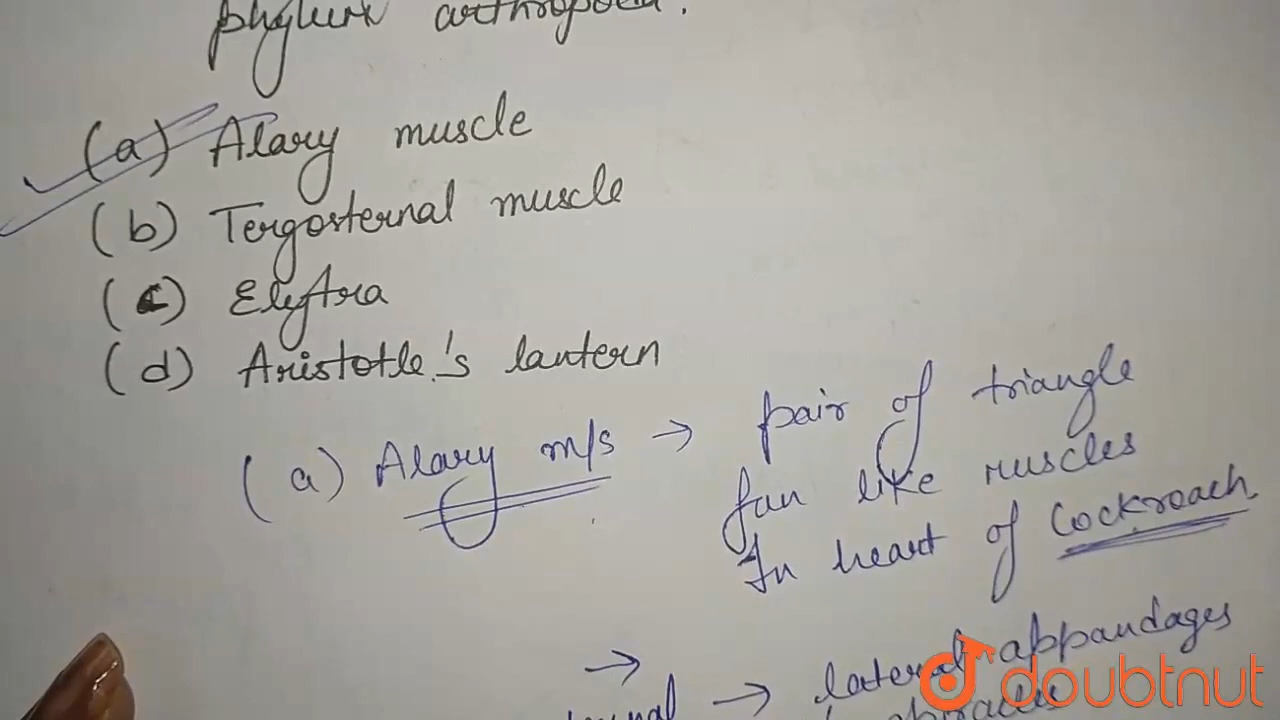 phylum arthropoda.
(a) Alary muscle
(b) Tergosternal muscle
(c) Elytra
(d) Aristotle's lantern
(a) Alary m/s → pair of triangle
fan like muscles
In heart of Cockroach
→
→ lateral appandages
doubtnut